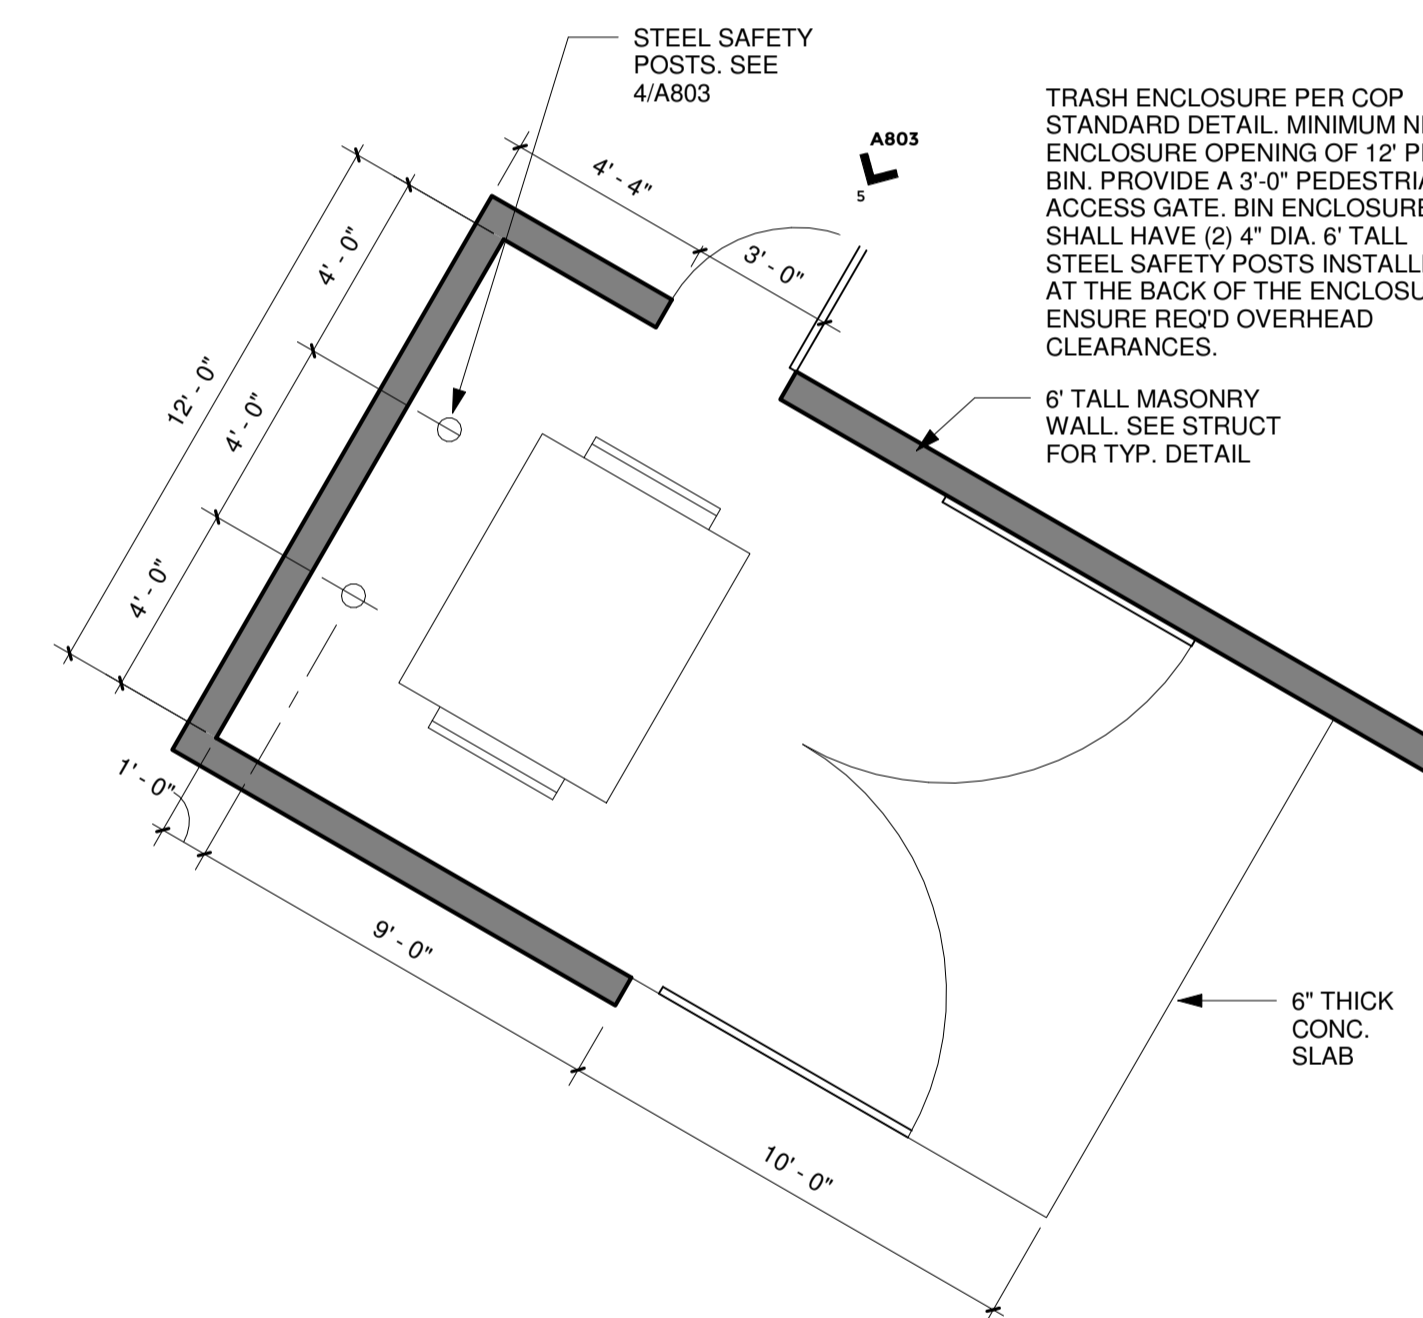 STEEL SAFETY
POSTS. SEE
4/A803
A803
5
TRASH ENCLOSURE PER COP
STANDARD DETAIL. MINIMUM
ENCLOSURE OPENING OF 12'
BIN. PROVIDE A 3'-0"
ACCESS GATE. BIN ENCLOSURE
SHALL HAVE (2) 4" DIA. 6' TALL
STEEL SAFETY POSTS
AT THE BACK OF THE
ENSURE REQ'D OVERHEAD
CLEARANCES.
6' TALL MASONRY
WALL. SEE STRUCT
FOR TYP. DETAIL
4' - 4"
3' - 0"
4' - 0"
12' - 0"
4' - 0"
4' - 0"
1' - 0"
9' - 0"
10' - 0"
6" THICK
CONC.
SLAB